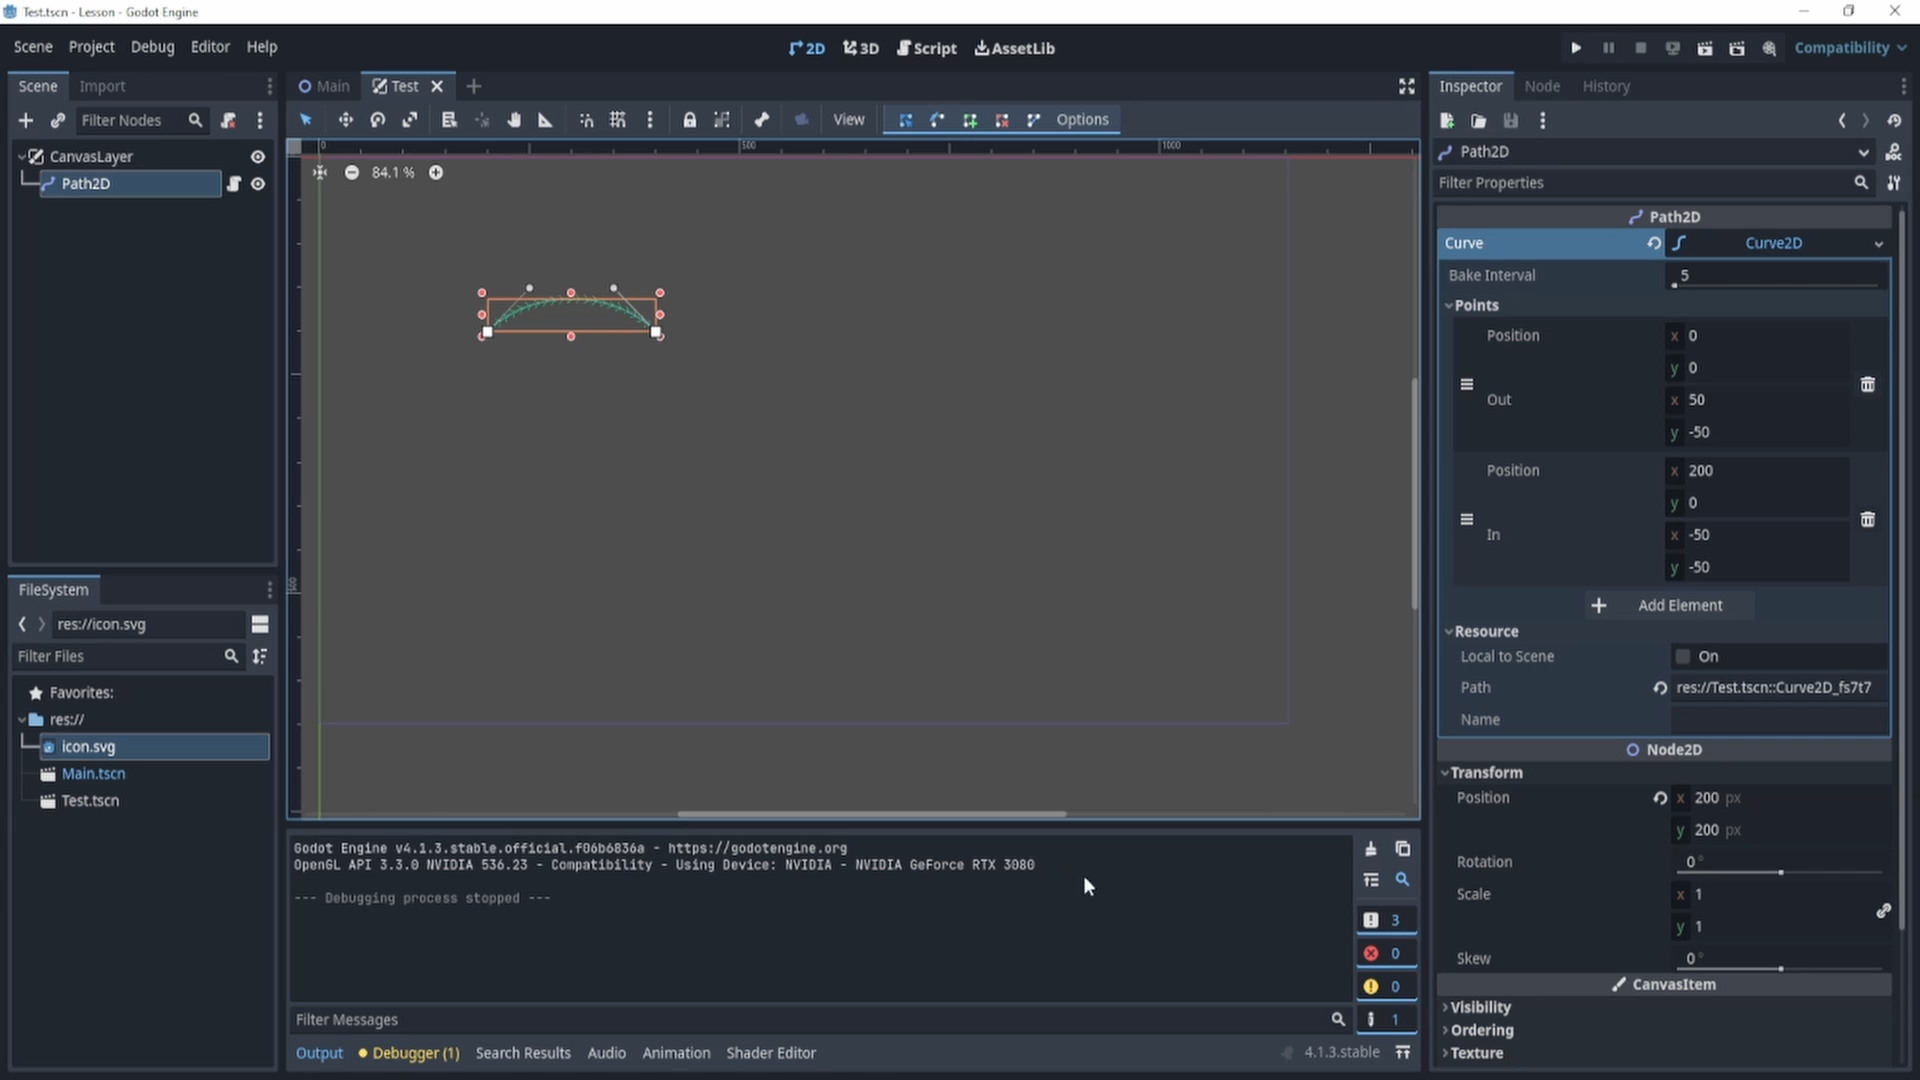 Test.tscn - Lesson - Godot Engine
Scene Project Debug Editor Help
2D 3D Script AssetLib
Compatibility
Scene Import
Main Test
Inspector Node History
Filter Nodes
View
Options
CanvasLayer
Path2D
0 500 1000
84.1 %
500
Path2D
Filter Properties
Path2D
Curve Curve2D
Bake Interval 5
Points
Position x 0
y 0
Out x 50
y -50
Position x 200
y 0
In x -50
y -50
Add Element
Resource
Local to Scene On
Path res://Test.tscn::Curve2D_fs7t7
Name
Node2D
Transform
Position x 200 px
y 200 px
Rotation 0 °
Scale x 1
y 1
Skew 0 °
CanvasItem
Visibility
Ordering
Texture
FileSystem
res://icon.svg
Filter Files
Favorites:
res://
icon.svg
Main.tscn
Test.tscn
Godot Engine v4.1.3.stable.official.f06b6836a - https://godotengine.org
OpenGL API 3.3.0 NVIDIA 536.23 - Compatibility - Using Device: NVIDIA - NVIDIA GeForce RTX 3080
--- Debugging process stopped ---
3
0
0
1
Filter Messages
Output Debugger (1) Search Results Audio Animation Shader Editor
4.1.3.stable